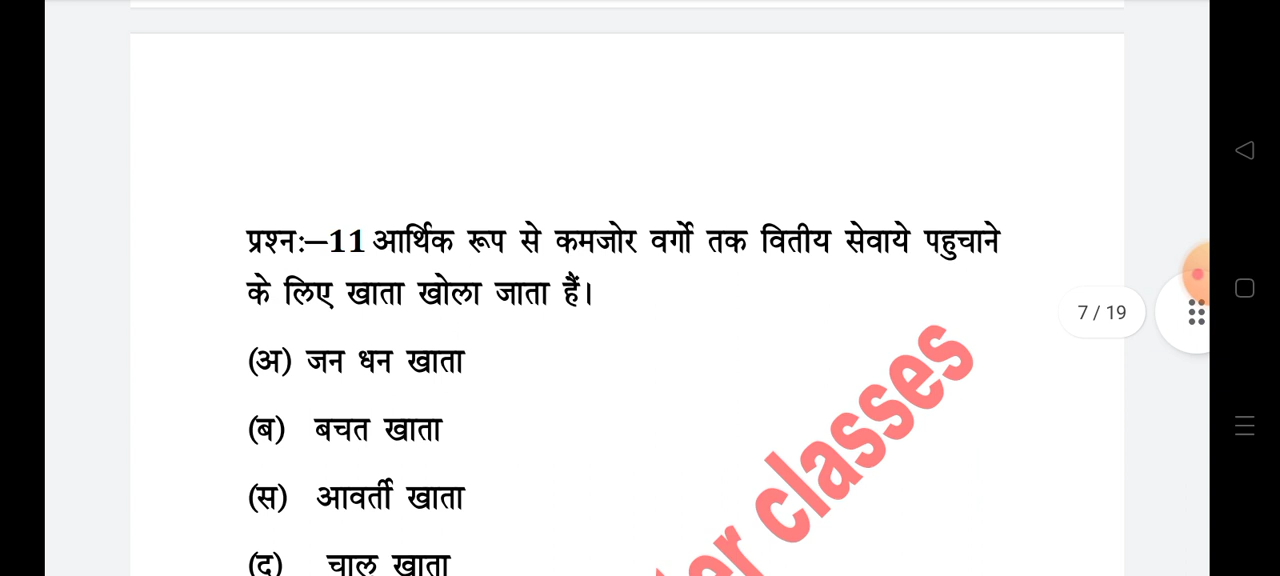 प्रश्नः–11 आर्थिक रूप से कमजोर वर्गो तक वितीय सेवाये पहुचाने
के लिए खाता खोला जाता हैं।
(अ) जन धन खाता
(ब) बचत खाता
(स) आवर्ती खाता
(द) चालू खाता
7 / 19
classes